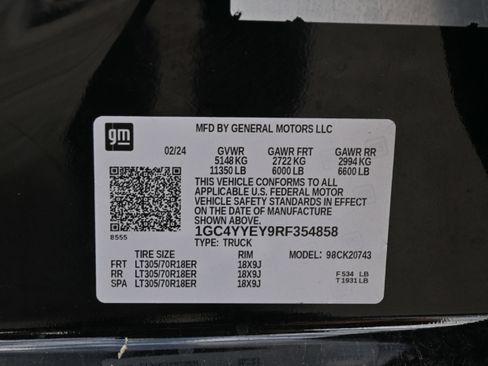 gm
MFD BY GENERAL MOTORS LLC
02/24 GVWR GAWR FRT GAWR RR
5148 KG 2722 KG 2994 KG
11350 LB 6000 LB 6600 LB
THIS VEHICLE CONFORMS TO ALL
APPLICABLE U.S. FEDERAL MOTOR
VEHICLE SAFETY STANDARDS IN EFFECT
ON THE DATE OF MANUFACTURE
SHOWN ABOVE.
8555 1GC4YYEY9RF354858
TYPE: TRUCK MODEL: 98CK20743
TIRE SIZE RIM
FRT LT305/70R18ER 18X9J
RR LT305/70R18ER 18X9J F 534 LB
SPA LT305/70R18ER 18X9J T 1931 LB